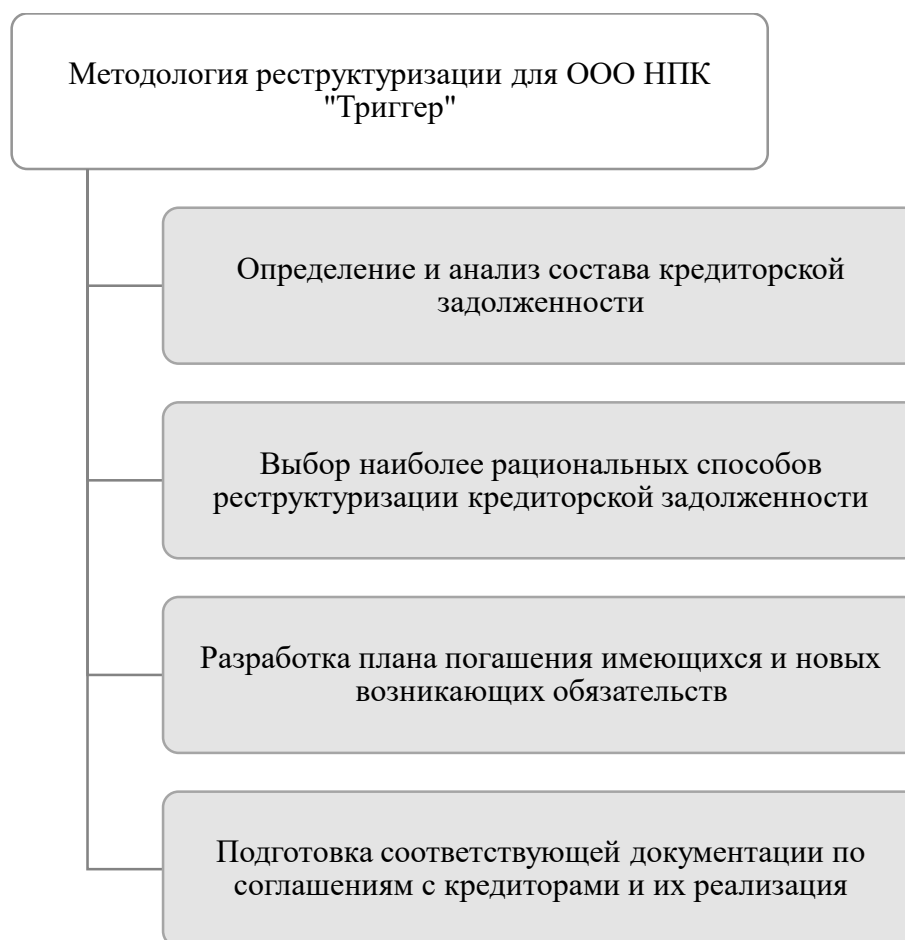 Методология реструктуризации для ООО НПК
"Триггер"
Определение и анализ состава кредиторской
задолженности
Выбор наиболее рациональных способов
реструктуризации кредиторской задолженности
Разработка плана погашения имеющихся и новых
возникающих обязательств
Подготовка соответствующей документации по
соглашениям с кредиторами и их реализация